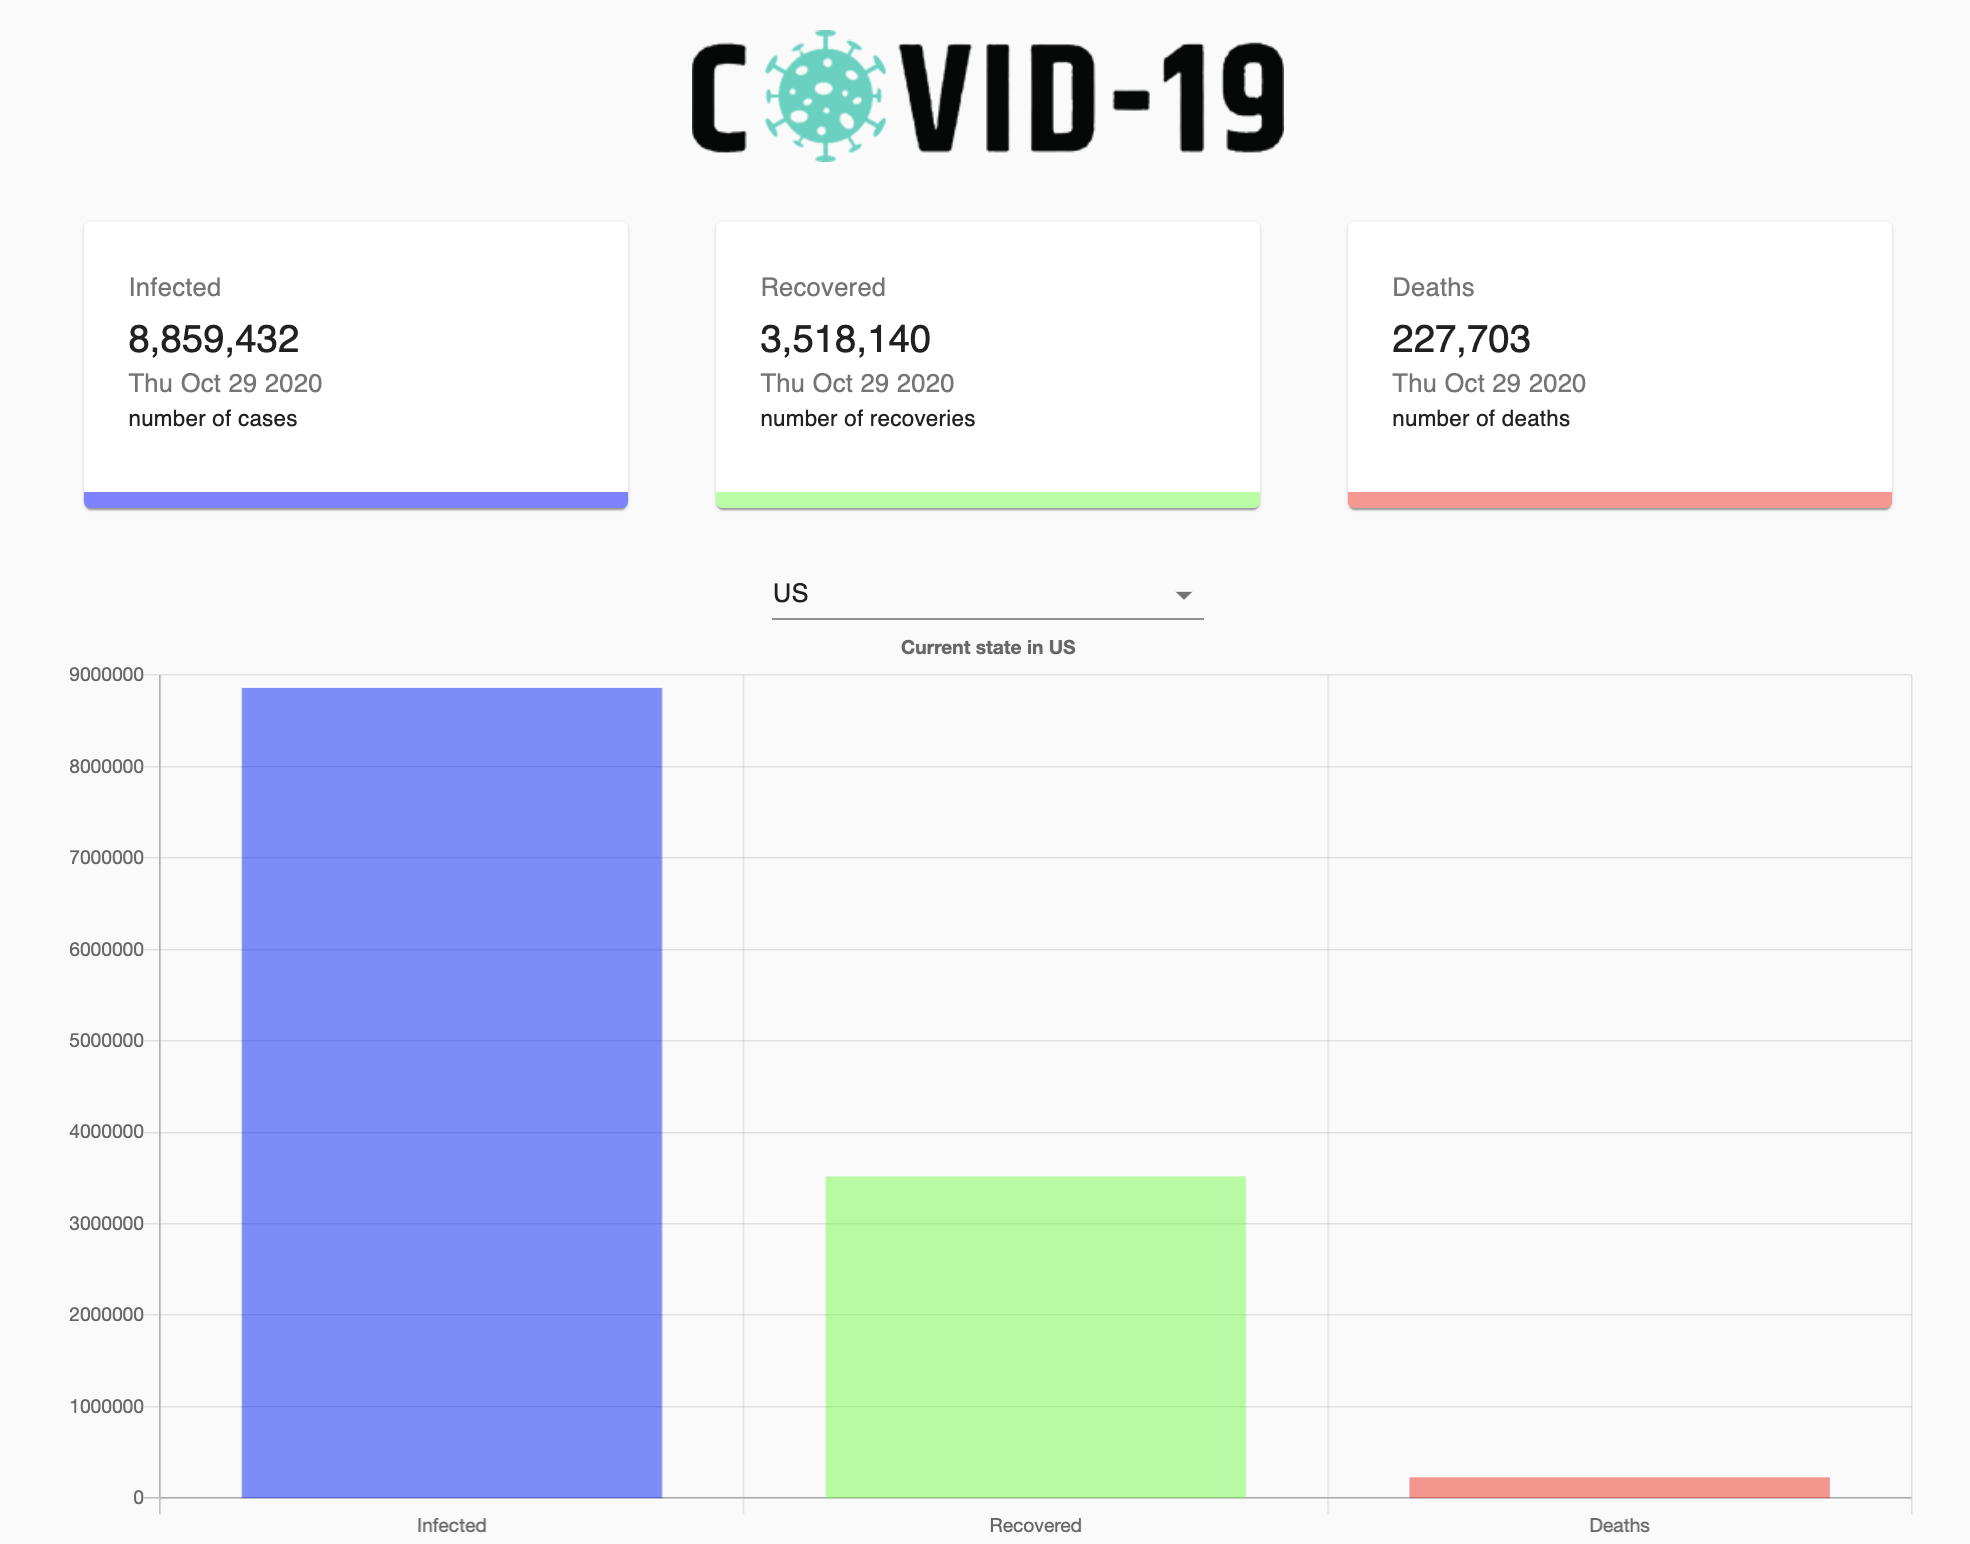 COVID-19
Infected
8,859,432
Thu Oct 29 2020
number of cases
Recovered
3,518,140
Thu Oct 29 2020
number of recoveries
Deaths
227,703
Thu Oct 29 2020
number of deaths
US
Current state in US
9000000
8000000
7000000
6000000
5000000
4000000
3000000
2000000
1000000
0
Infected
Recovered
Deaths